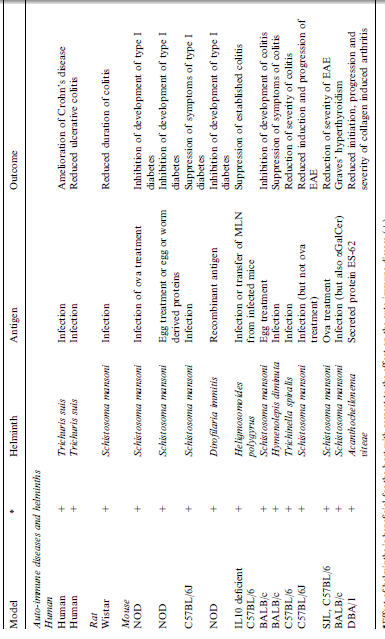 Model * Helminth Antigen Outcome
Auto-immune diseases and helminths
Human
Human + Trichuris suis Infection Amelioration of Crohn's disease
Human + Trichuris suis Infection Reduced ulcerative colitis
Rat
Wistar + Schistosoma mansoni Infection Reduced duration of colitis
Mouse
NOD + Schistosoma mansoni Infection of ova treatment Inhibition of development of type I
diabetes
NOD + Schistosoma mansoni Egg treatment or egg or worm Inhibition of development of type I
derived proteins diabetes
C57BL/6J + Schistosoma mansoni Infection Suppression of symptoms of type I
diabetes
NOD + Dinofilaria immitis Recombinant antigen Inhibition of development of type I
diabetes
IL10 deficient + Heligmosomoides Infection or transfer of MLN Suppression of established colitis
C57BL/6 polygyrus from infected mice
BALB/c + Schistosoma mansoni Egg treatment Inhibition of development of colitis
BALB/c + Hymenolepis diminuta Infection Suppression of symptoms of colitis
C57BL/6 + Trichinella spiralis Infection Reduction of severity of colitis
C57BL/6J + Schistosoma mansoni Infection (but not ova Reduced induction and progression of
treatment) EAE
SJL, C57BL/6 + Schistosoma mansoni Ova treatment Reduction of severity of EAE
BALB/c + Schistosoma mansoni Infection (but also αGalCer) Graves' hyperthyroidism
DBA/1 + Acanthocheilonema Secreted protein ES-62 Reduced initiation, progression and
viteae severity of collagen induced arthritis